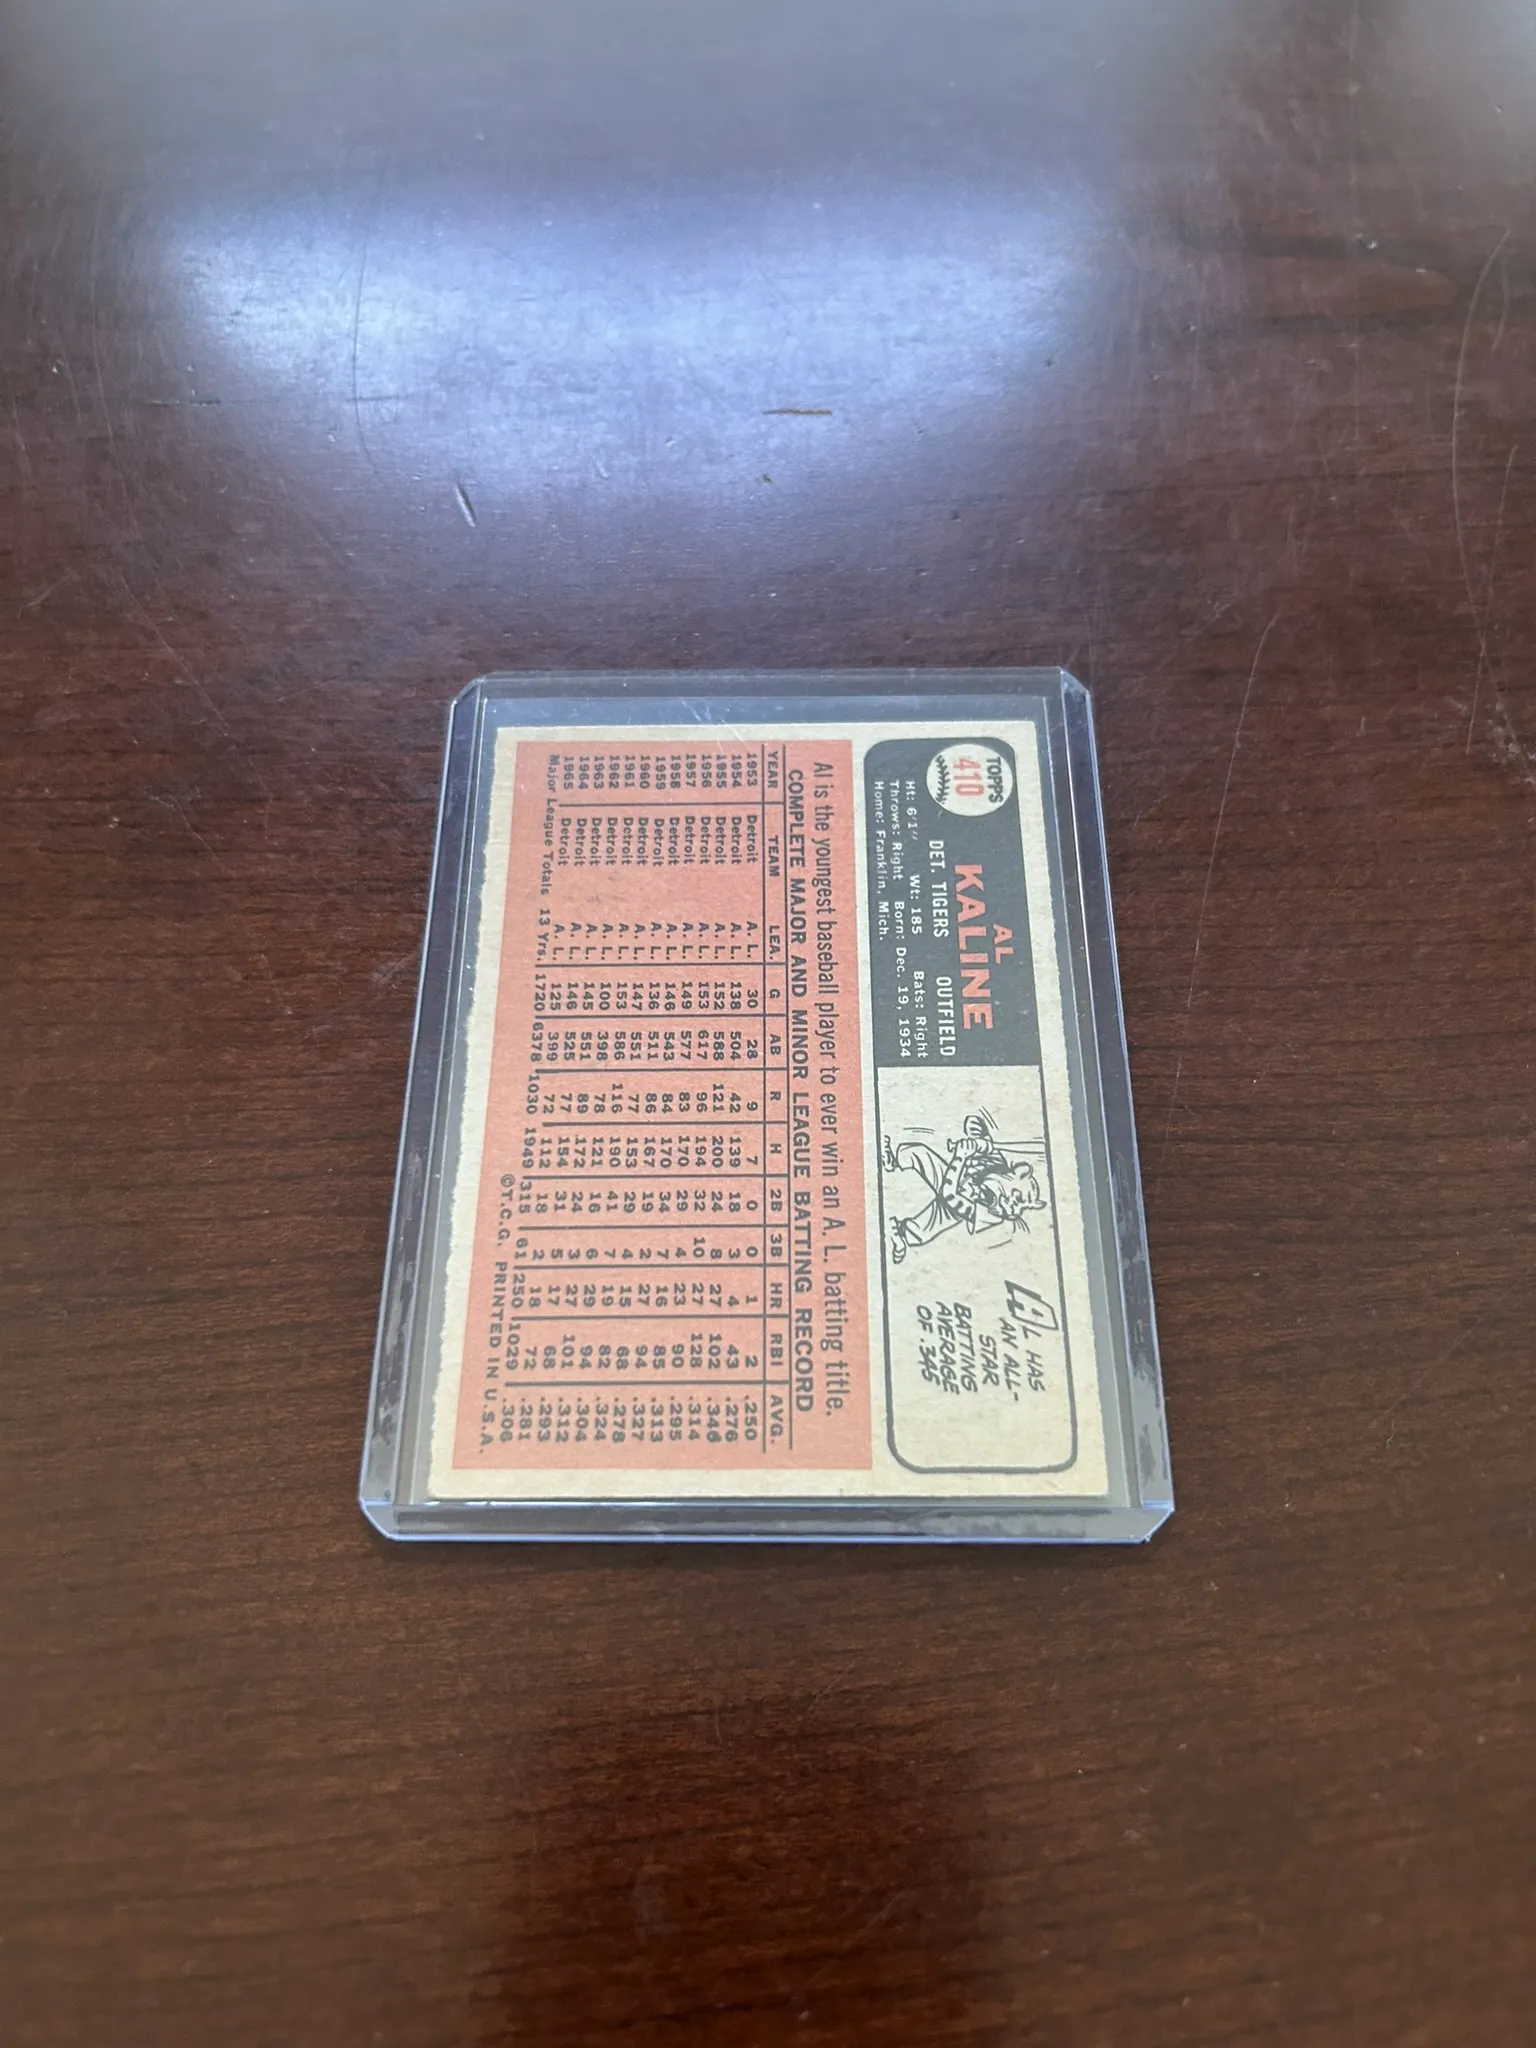 TOPPS
410
AL
KALINE
DET. TIGERS OUTFIELD
Ht: 6'1" Wt: 185 Bats: Right
Throws: Right Born: Dec. 19, 1934
Home: Franklin, Mich.
AL HAS
AN ALL-
STAR
BATTING
AVERAGE
OF .345
Al is the youngest baseball player to ever win an A. L. batting title.
COMPLETE MAJOR AND MINOR LEAGUE BATTING RECORD
YEAR TEAM LEA. G AB R H 2B 3B HR RBI AVG.
1953 Detroit A. L. 30 28 9 7 0 0 1 2 .250
1954 Detroit A. L. 138 504 42 139 18 3 4 43 .276
1955 Detroit A. L. 152 588 121 200 24 8 27 102 .340
1956 Detroit A. L. 153 617 96 194 32 10 27 128 .314
1957 Detroit A. L. 149 577 83 170 29 4 23 90 .295
1958 Detroit A. L. 146 543 84 170 34 7 16 85 .313
1959 Detroit A. L. 136 511 86 167 19 2 27 94 .327
1960 Detroit A. L. 147 551 77 153 29 4 15 68 .278
1961 Detroit A. L. 153 586 116 190 41 7 19 82 .324
1962 Detroit A. L. 100 398 78 121 16 6 29 94 .304
1963 Detroit A. L. 145 551 89 172 24 3 27 101 .312
1964 Detroit A. L. 146 525 77 154 31 5 17 68 .293
1965 Detroit A. L. 125 399 72 112 18 2 18 72 .281
Major League Totals 13 Yrs. 1720 6378 1030 1949 315 61 250 1029 .306
©T.C.G. PRINTED IN U.S.A.